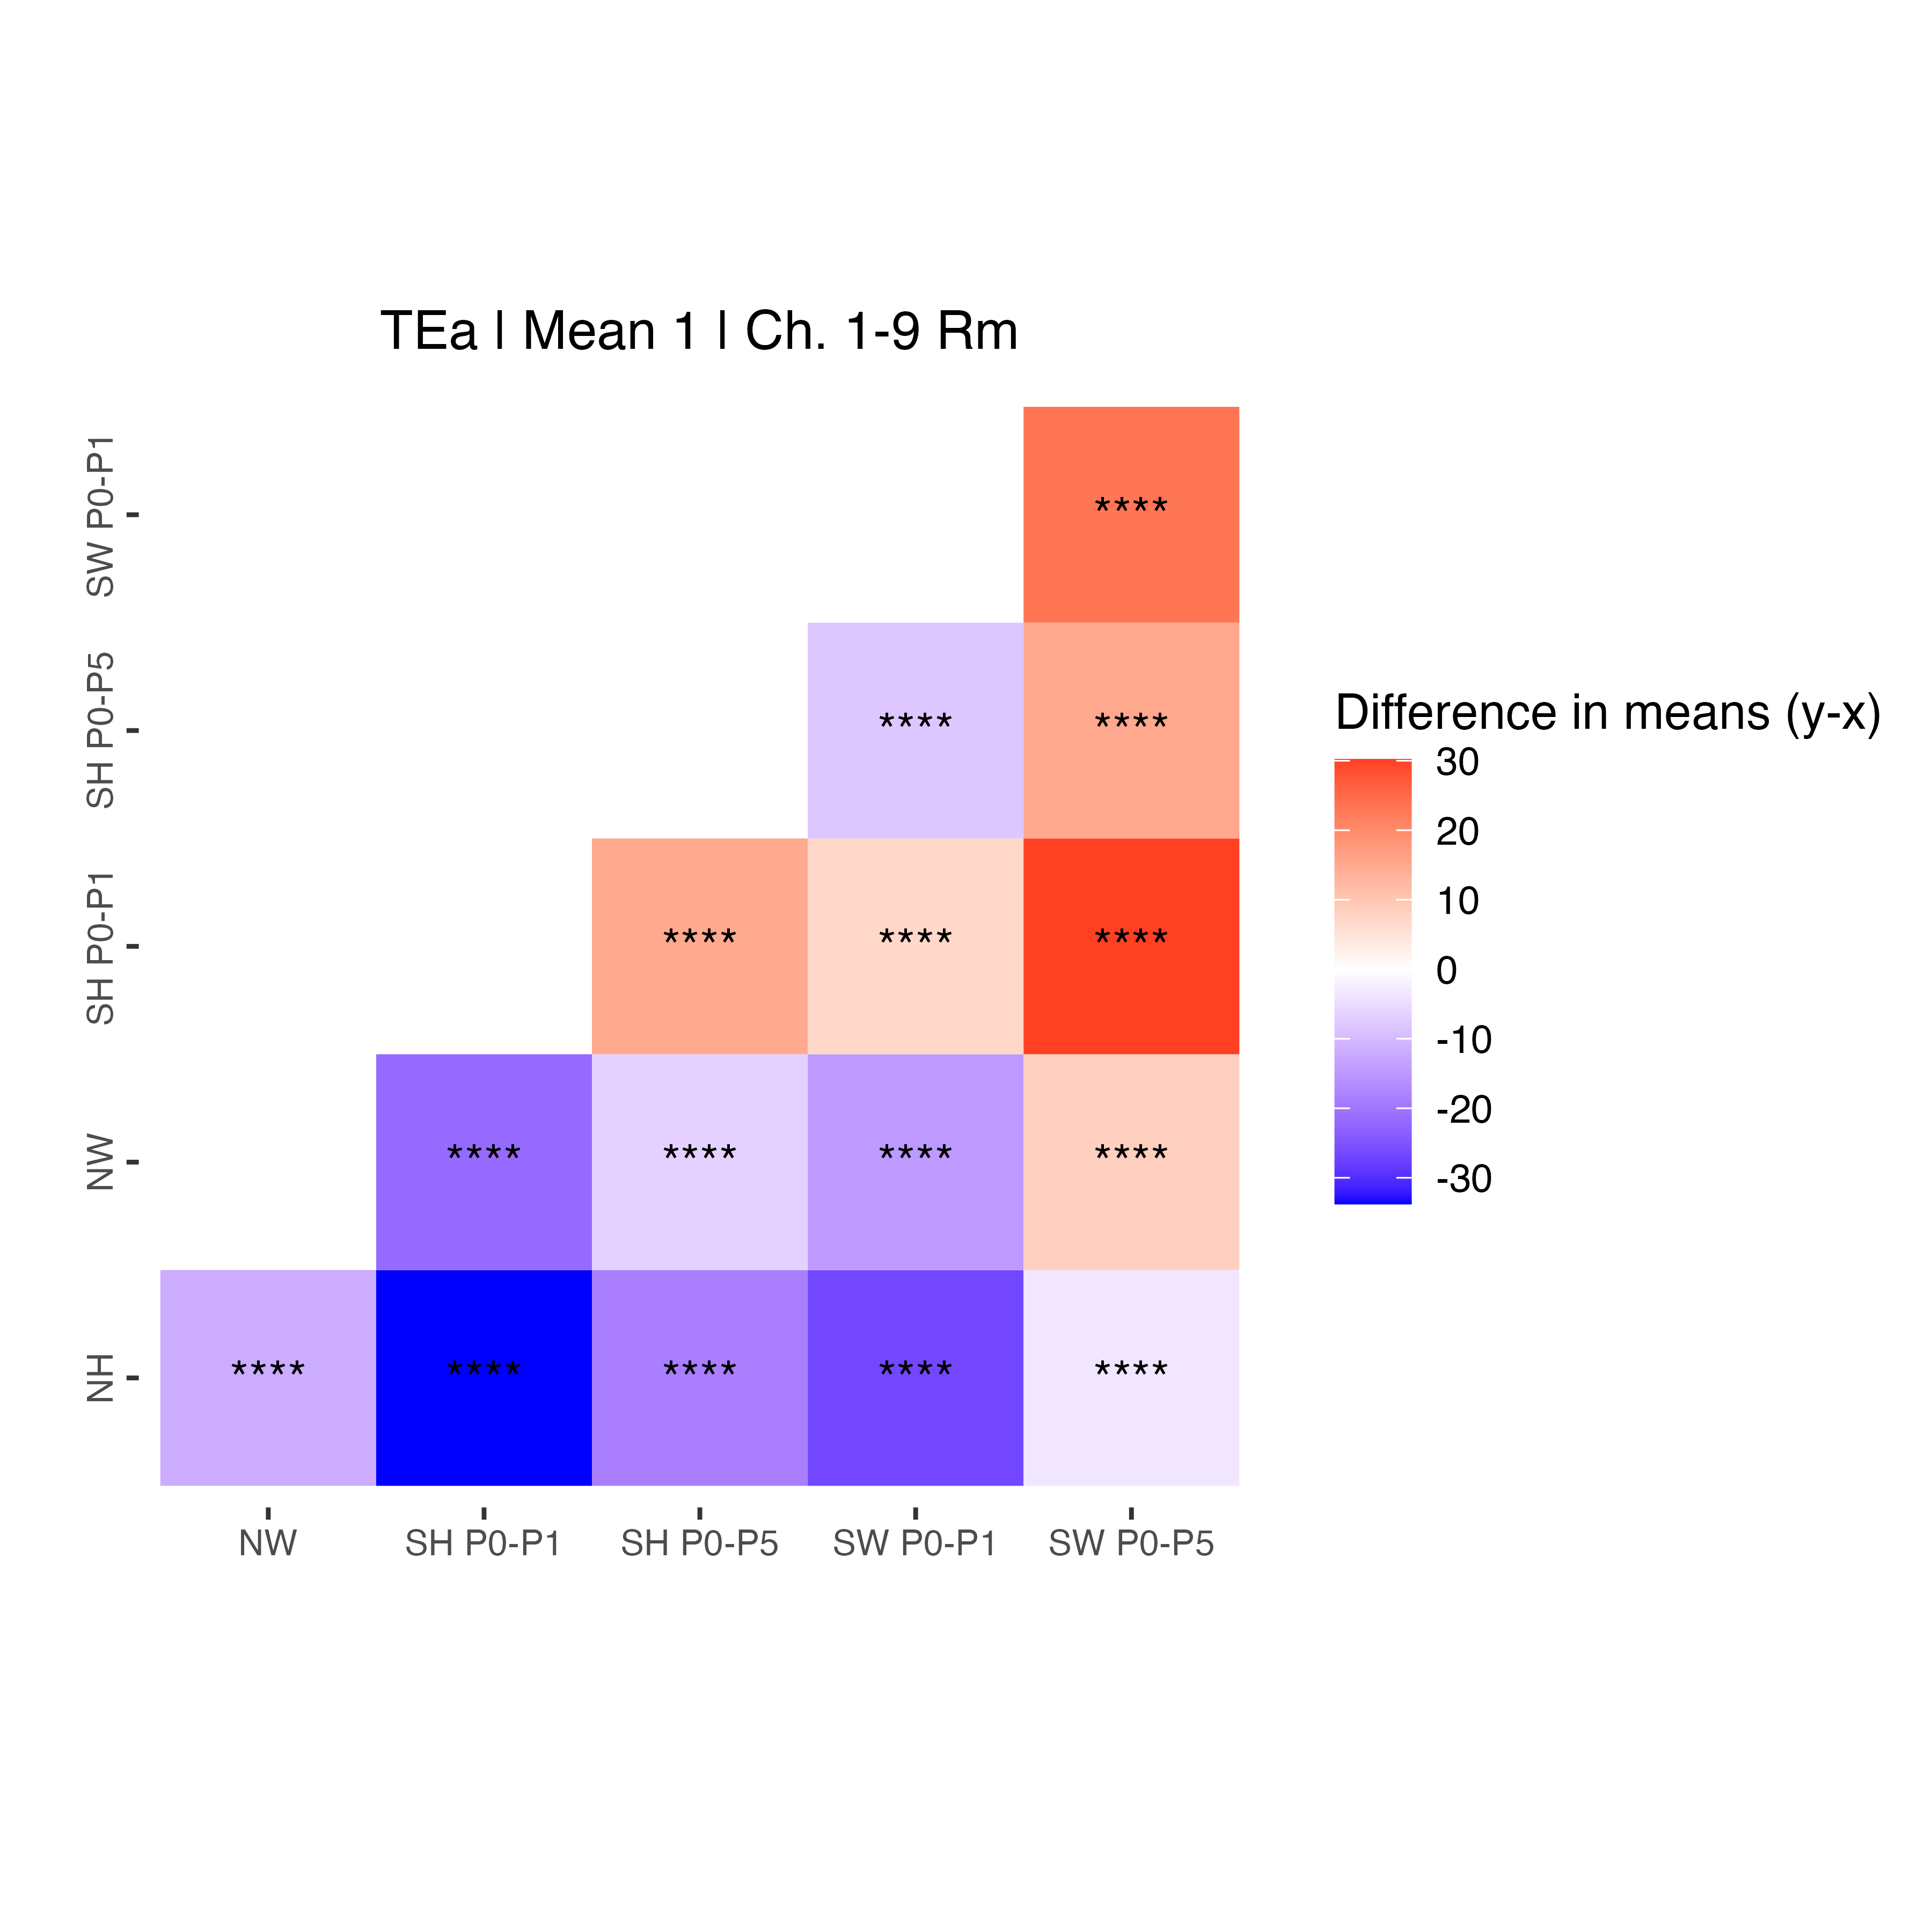 TEa | Mean 1 | Ch. 1-9 Rm
SW P0-P1
****
SH P0-P5
**** ****
SH P0-P1
**** **** ****
NW
**** **** **** ****
NH
**** **** **** **** ****
NW SH P0-P1 SH P0-P5 SW P0-P1 SW P0-P5
Difference in means (y-x)
30
20
10
0
-10
-20
-30